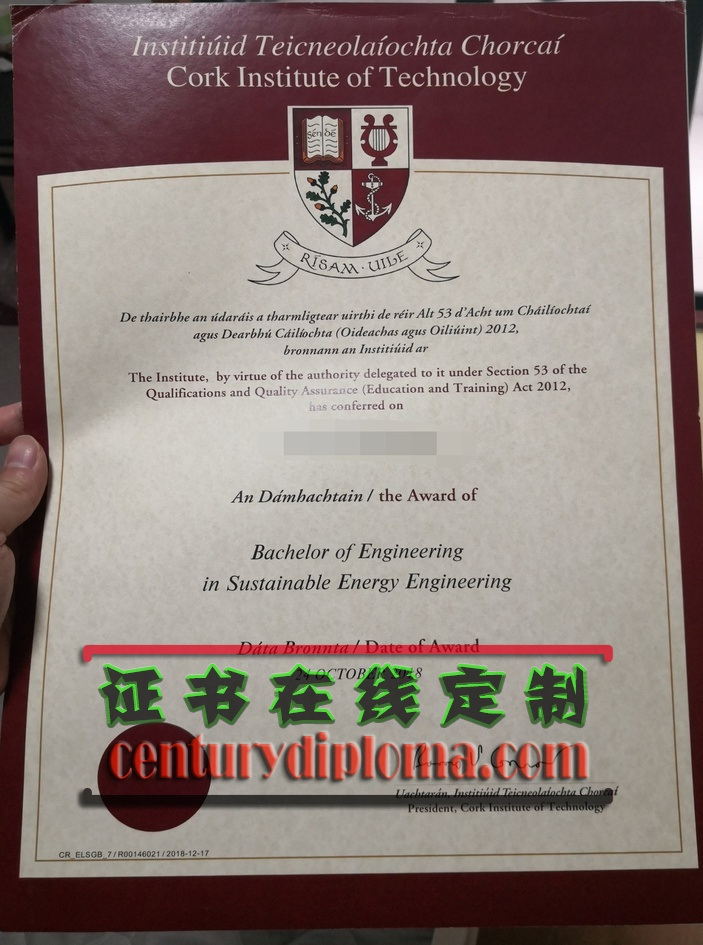 Institiúid Teicneolaíochta Chorcaí
Cork Institute of Technology
RÍSAM · UILE
De thairbhe an údaráis a tharmligtear uirthi de réir Alt 53 d'Acht um Cháilíochtaí
agus Dearbhú Cáilíochta (Oideachas agus Oiliúint) 2012,
bronnann an Institiúid ar
The Institute, by virtue of the authority delegated to it under Section 53 of the
Qualifications and Quality Assurance (Education and Training) Act 2012,
has conferred on
An Dámhachtain / the Award of
Bachelor of Engineering
in Sustainable Energy Engineering
Dáta Bronnta / Date of Award
24 OCTOBER 2018
证书在线定制
centurydiploma.com
Uachtarán, Institiúid Teicneolaíochta Chorcaí
President, Cork Institute of Technology
CR_ELSGB_7 / R00146021 / 2018-12-17